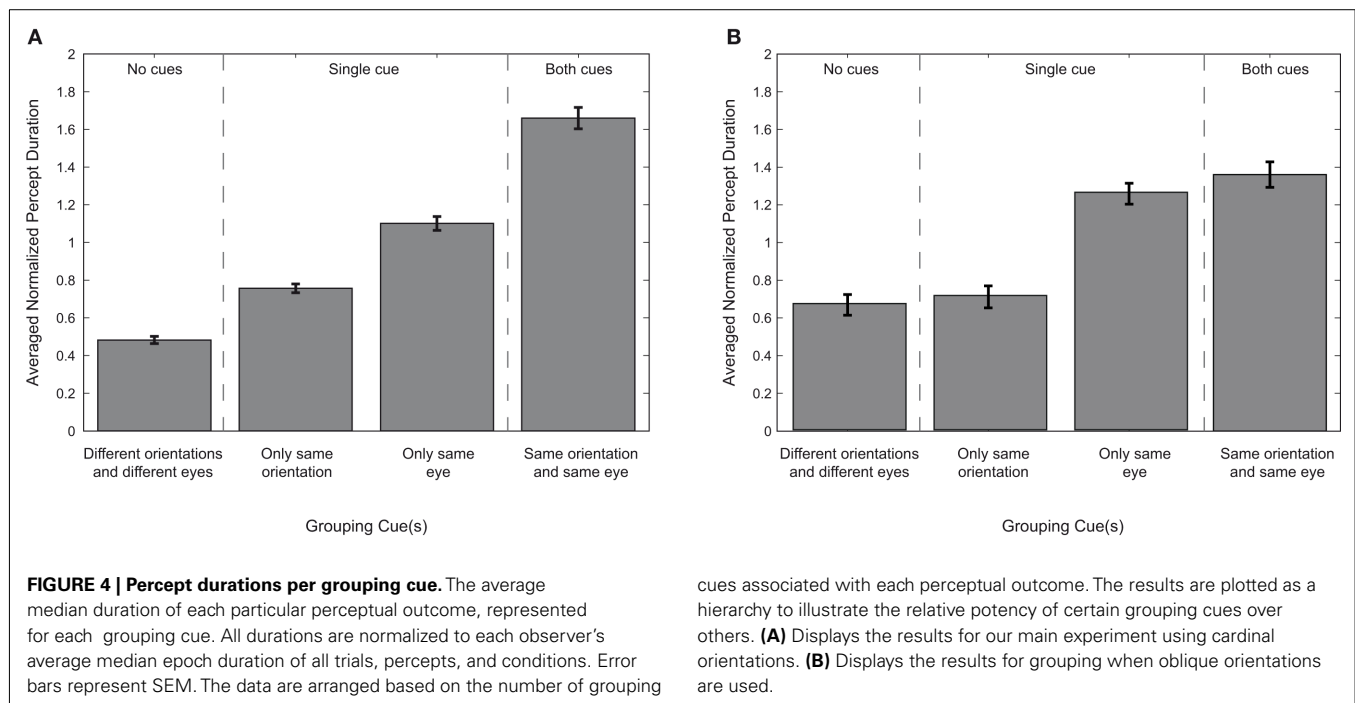 A
2
1.8
1.6
1.4
1.2
1
0.8
0.6
0.4
0.2
0
Averaged Normalized Percept Duration
No cues
Single cue
Both cues
Different orientations
and different eyes
Only same
orientation
Only same
eye
Same orientation
and same eye
Grouping Cue(s)
B
2
1.8
1.6
1.4
1.2
1
0.8
0.6
0.4
0.2
0
Averaged Normalized Percept Duration
No cues
Single cue
Both cues
Different orientations
and different eyes
Only same
orientation
Only same
eye
Same orientation
and same eye
Grouping Cue(s)
FIGURE 4 | Percept durations per grouping cue. The average
median duration of each particular perceptual outcome, represented
for each grouping cue. All durations are normalized to each observer's
average median epoch duration of all trials, percepts, and conditions. Error
bars represent SEM. The data are arranged based on the number of grouping
cues associated with each perceptual outcome. The results are plotted as a
hierarchy to illustrate the relative potency of certain grouping cues over
others. (A) Displays the results for our main experiment using cardinal
orientations. (B) Displays the results for grouping when oblique orientations
are used.